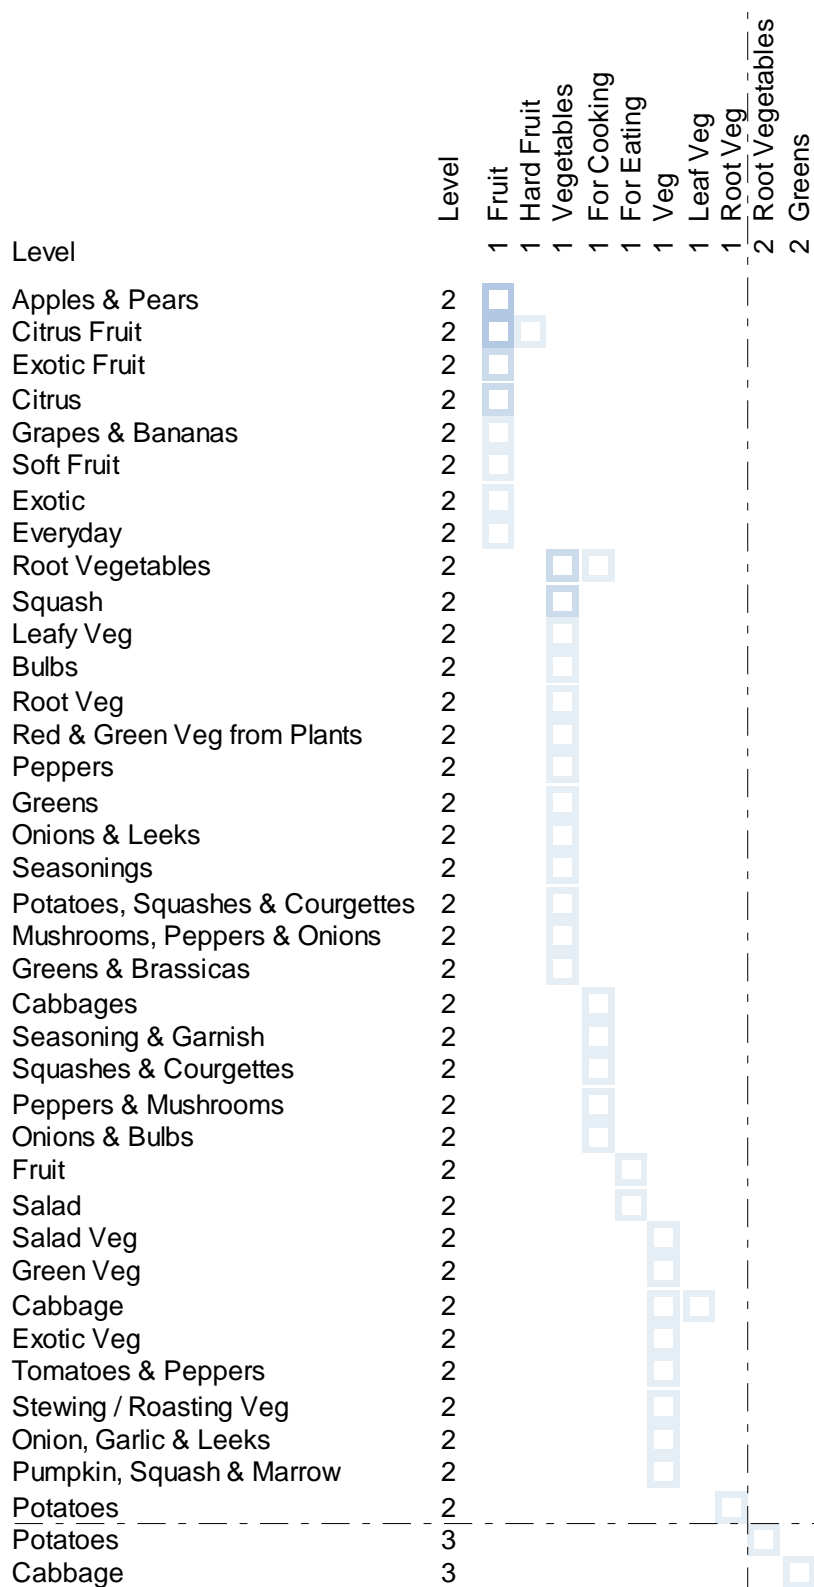 Level
1 Fruit
1 Hard Fruit
1 Vegetables
1 For Cooking
1 For Eating
1 Veg
1 Leaf Veg
1 Root Veg
2 Root Vegetables
2 Greens
Level
Apples & Pears 2
Citrus Fruit 2
Exotic Fruit 2
Citrus 2
Grapes & Bananas 2
Soft Fruit 2
Exotic 2
Everyday 2
Root Vegetables 2
Squash 2
Leafy Veg 2
Bulbs 2
Root Veg 2
Red & Green Veg from Plants 2
Peppers 2
Greens 2
Onions & Leeks 2
Seasonings 2
Potatoes, Squashes & Courgettes 2
Mushrooms, Peppers & Onions 2
Greens & Brassicas 2
Cabbages 2
Seasoning & Garnish 2
Squashes & Courgettes 2
Peppers & Mushrooms 2
Onions & Bulbs 2
Fruit 2
Salad 2
Salad Veg 2
Green Veg 2
Cabbage 2
Exotic Veg 2
Tomatoes & Peppers 2
Stewing / Roasting Veg 2
Onion, Garlic & Leeks 2
Pumpkin, Squash & Marrow 2
Potatoes 2
Potatoes 3
Cabbage 3